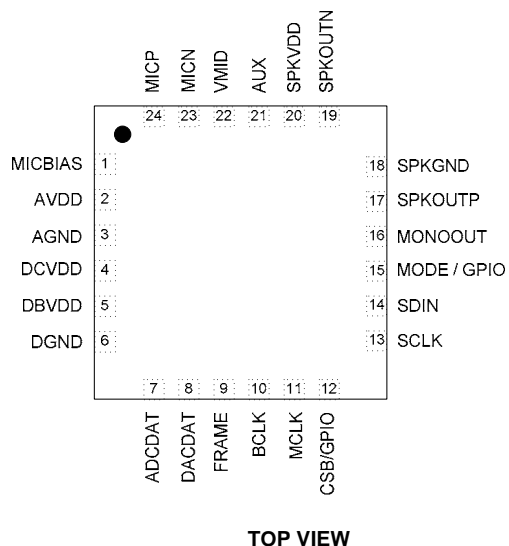 MICP
MICN
VMID
AUX
SPKVDD
SPKOUTN
24 23 22 21 20 19
MICBIAS 1
AVDD 2
AGND 3
DCVDD 4
DBVDD 5
DGND 6
18 SPKGND
17 SPKOUTP
16 MONOOUT
15 MODE / GPIO
14 SDIN
13 SCLK
7 8 9 10 11 12
ADCDAT
DACDAT
FRAME
BCLK
MCLK
CSB/GPIO
TOP VIEW